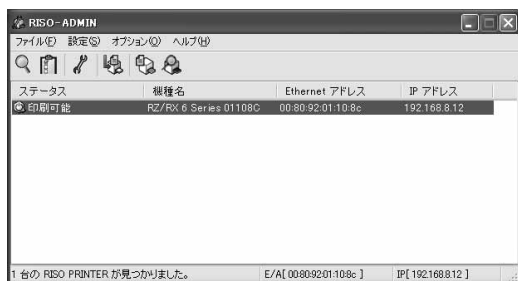 RISO-ADMIN
ファイル(F) 設定(S) オプション(O) ヘルプ(H)
ステータス 機種名 Ethernet アドレス IP アドレス
印刷可能 RZ/RX 6 Series 01108C 00:80:92:01:10:8c 192.168.8.12
1 台の RISO PRINTER が見つかりました。 E/A[ 00:80:92:01:10:8c ] IP[ 192.168.8.12 ]